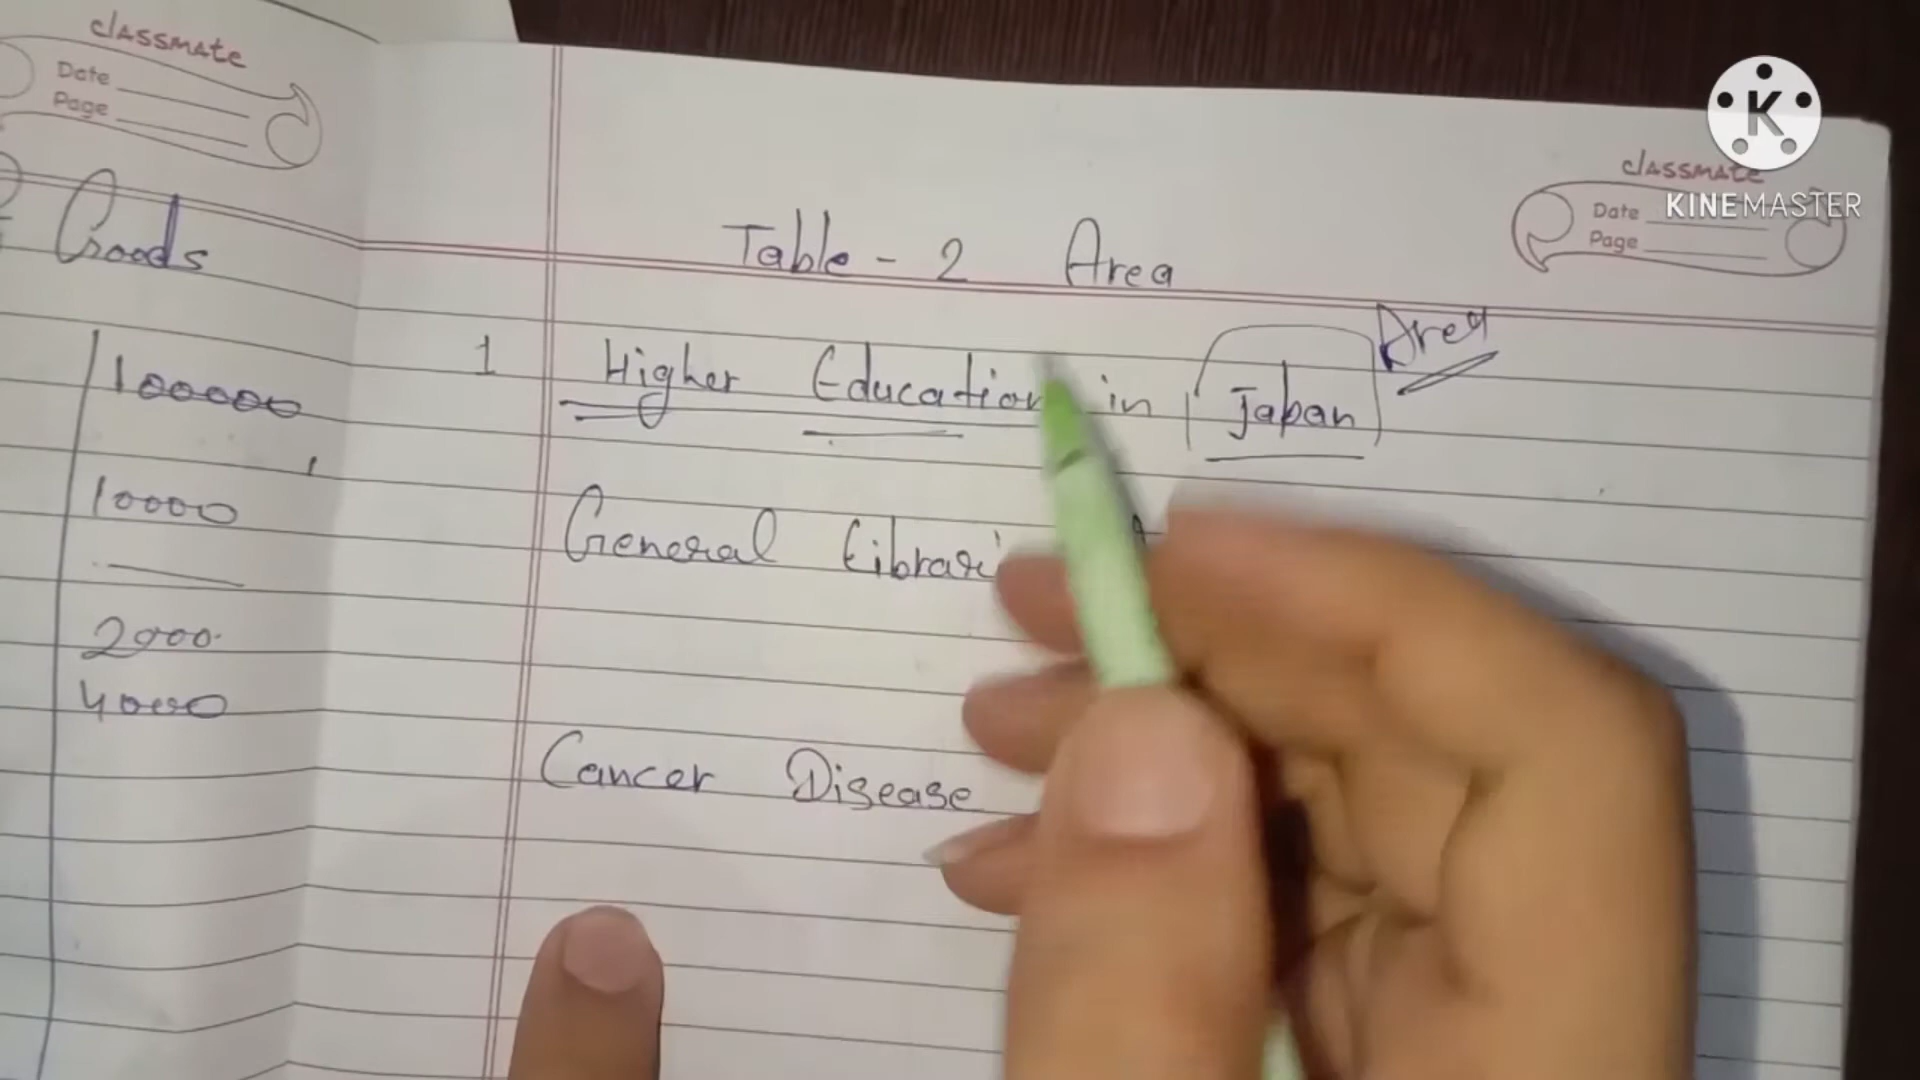 classmate
Date
Page
Goods
100000
10000
2000
4000
K
KINEMASTER
classmate
Date
Page
Table - 2 Area
Area
1 Higher Education in Japan
General
Cancer Disease